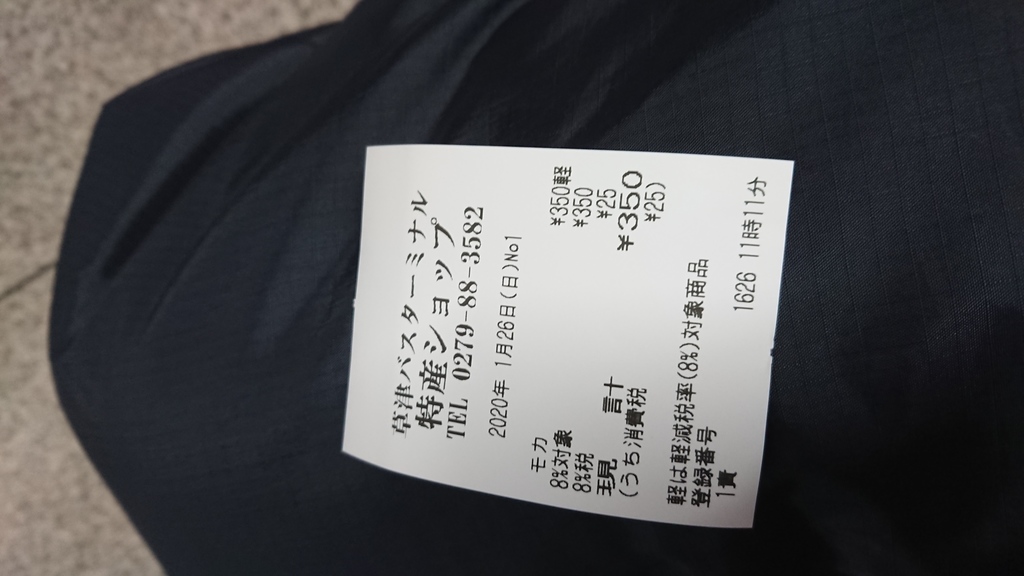 草津バスターミナル
特産ショップ
TEL 0279-88-3582
2020年 1月26日(日)No1
モカ ¥350軽
8%対象 ¥350
8%税 ¥25
現計 ¥350
(うち消費税 ¥25)
軽は軽減税率(8%)対象商品
登録番号
1責 1626 11時11分